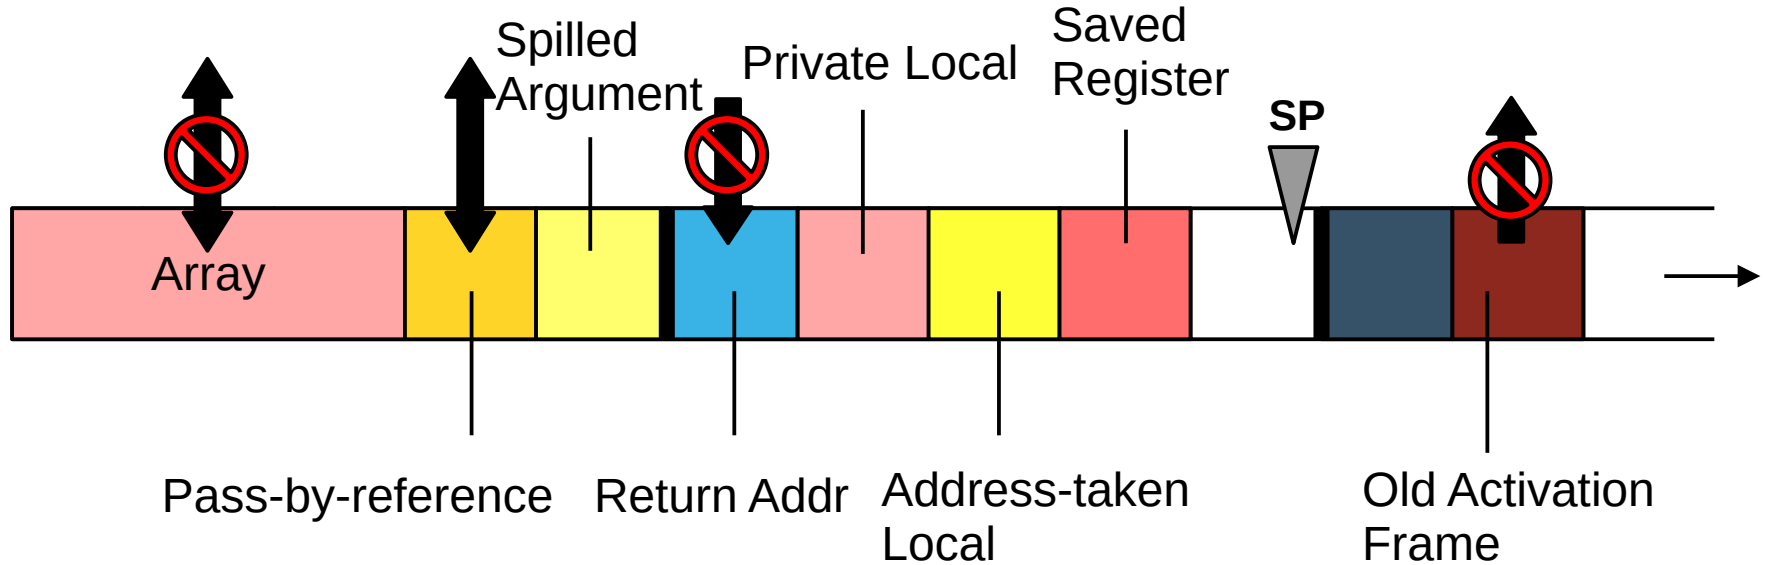 Spilled
Argument
Private Local
Saved
Register
SP
Array
Pass-by-reference
Return Addr
Address-taken
Local
Old Activation
Frame